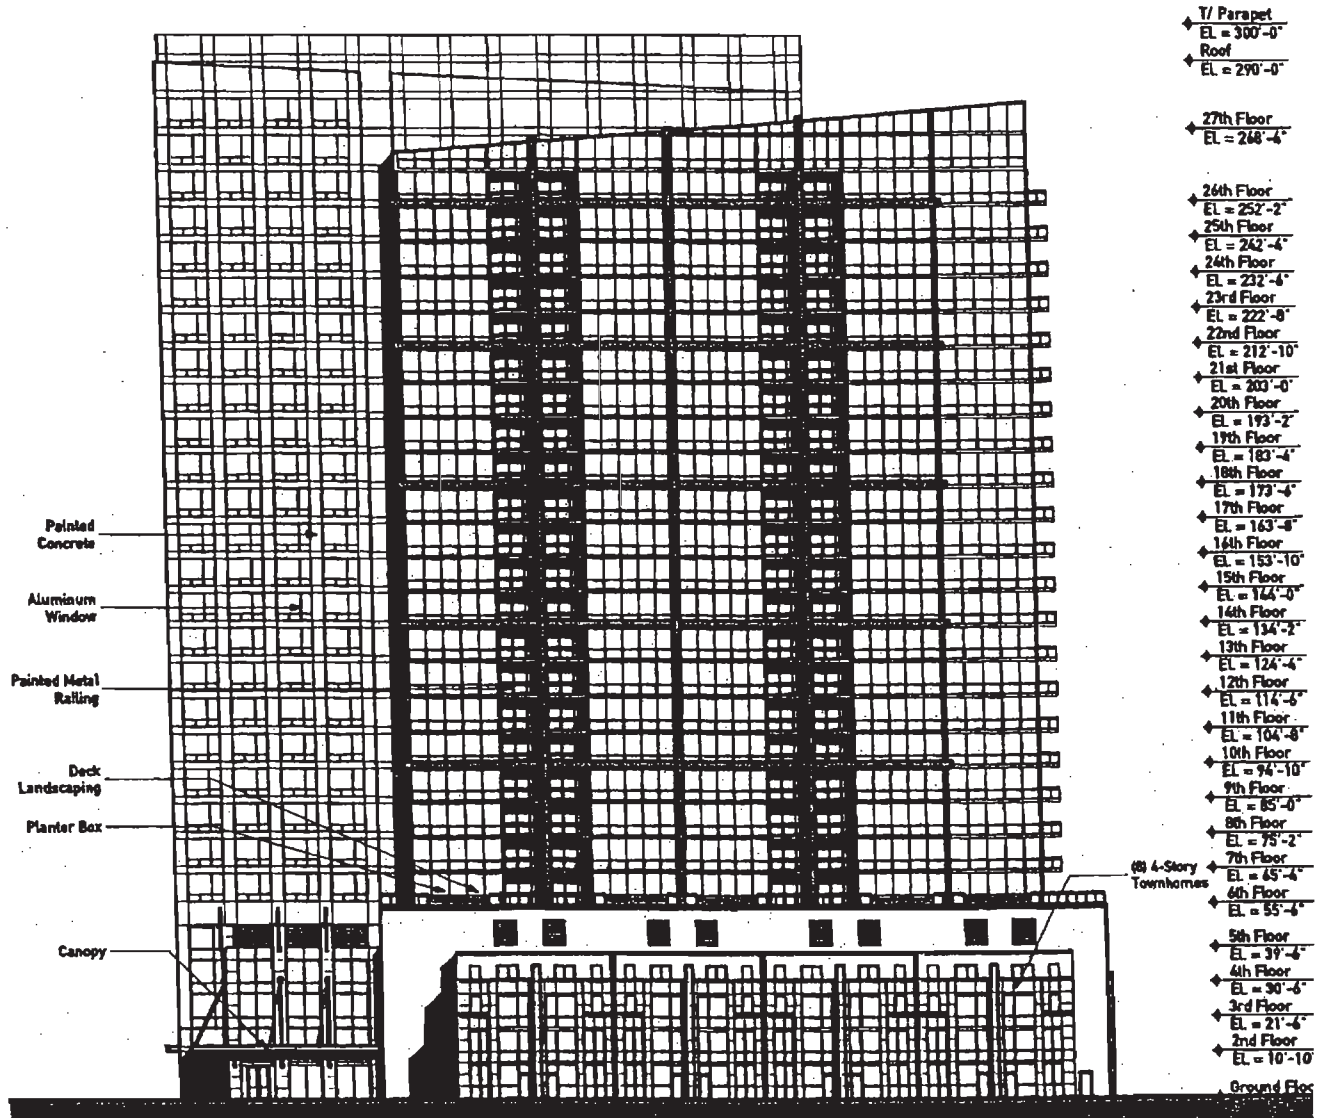 T/ Parapet
EL = 300'-0"
Roof
EL = 290'-0"
27th Floor
EL = 268'-4"
26th Floor
EL = 252'-2"
25th Floor
EL = 242'-4"
24th Floor
EL = 232'-6"
23rd Floor
EL = 222'-8"
22nd Floor
EL = 212'-10"
21st Floor
EL = 203'-0"
20th Floor
EL = 193'-2"
19th Floor
EL = 183'-4"
18th Floor
EL = 173'-6"
17th Floor
EL = 163'-8"
16th Floor
EL = 153'-10"
15th Floor
EL = 144'-0"
14th Floor
EL = 134'-2"
13th Floor
EL = 124'-4"
12th Floor
EL = 114'-6"
11th Floor
EL = 104'-8"
10th Floor
EL = 94'-10"
9th Floor
EL = 85'-0"
8th Floor
EL = 75'-2"
7th Floor
EL = 65'-4"
6th Floor
EL = 55'-6"
5th Floor
EL = 39'-6"
4th Floor
EL = 30'-6"
3rd Floor
EL = 21'-6"
2nd Floor
EL = 10'-10
Ground Floo
Painted
Concrete
Aluminum
Window
Painted Metal
Railing
Deck
Landscaping
Planter Box
Canopy
(8) 4-Story
Townhomes